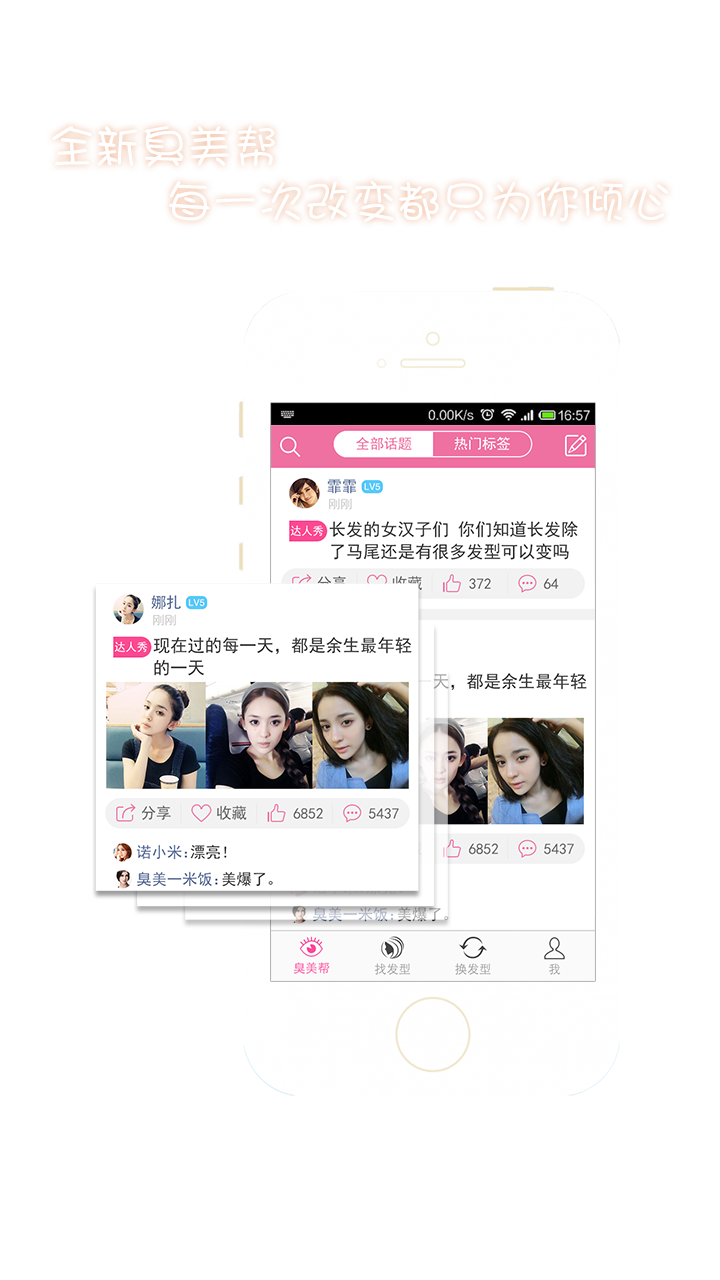 全新臭美帮
每一次改变都只为你倾心
0.00K/s 16:57
全部话题 热门标签
霏霏 LV5
刚刚
达人秀 长发的女汉子们 你们知道长发除
了马尾还是有很多发型可以变吗
分享 收藏 372 64
娜扎 LV5
刚刚
达人秀 现在过的每一天，都是余生最年轻
的一天
分享 收藏 6852 5437
诺小米:漂亮！
臭美一米饭:美爆了。
天，都是余生最年轻
6852 5437
臭美一米饭:美爆了。
臭美帮 找发型 换发型 我